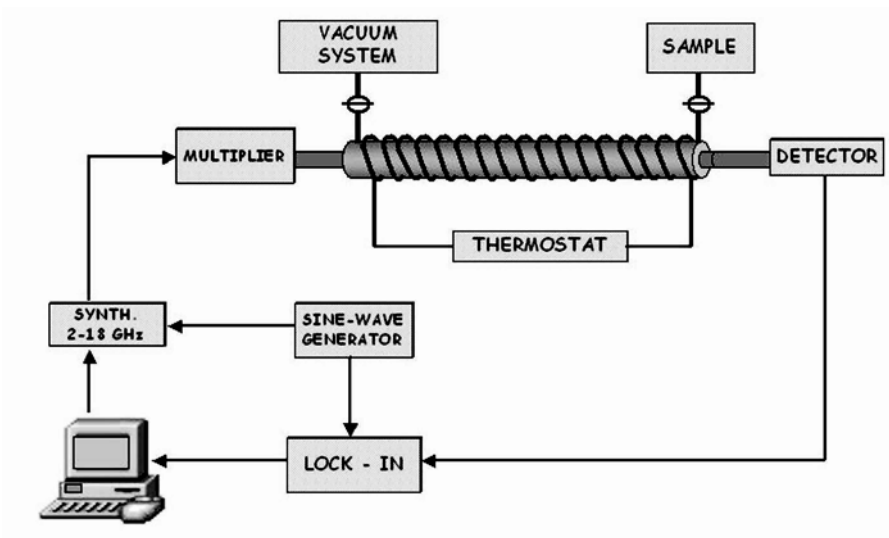 VACUUM
SYSTEM
SAMPLE
MULTIPLIER
DETECTOR
THERMOSTAT
SYNTH.
2-18 GHz
SINE-WAVE
GENERATOR
LOCK - IN